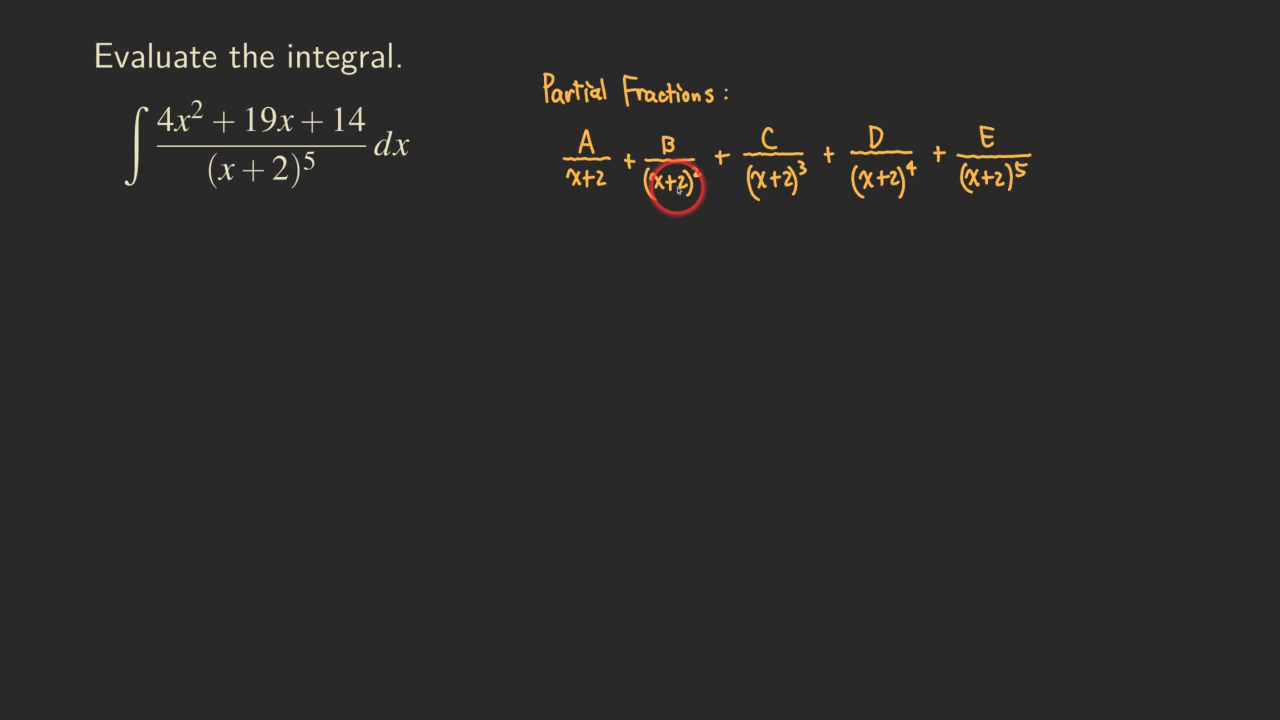 Evaluate the integral.
∫ (4x² + 19x + 14)/(x + 2)⁵ dx
Partial Fractions:
A/(x+2) + B/(x+2)² + C/(x+2)³ + D/(x+2)⁴ + E/(x+2)⁵